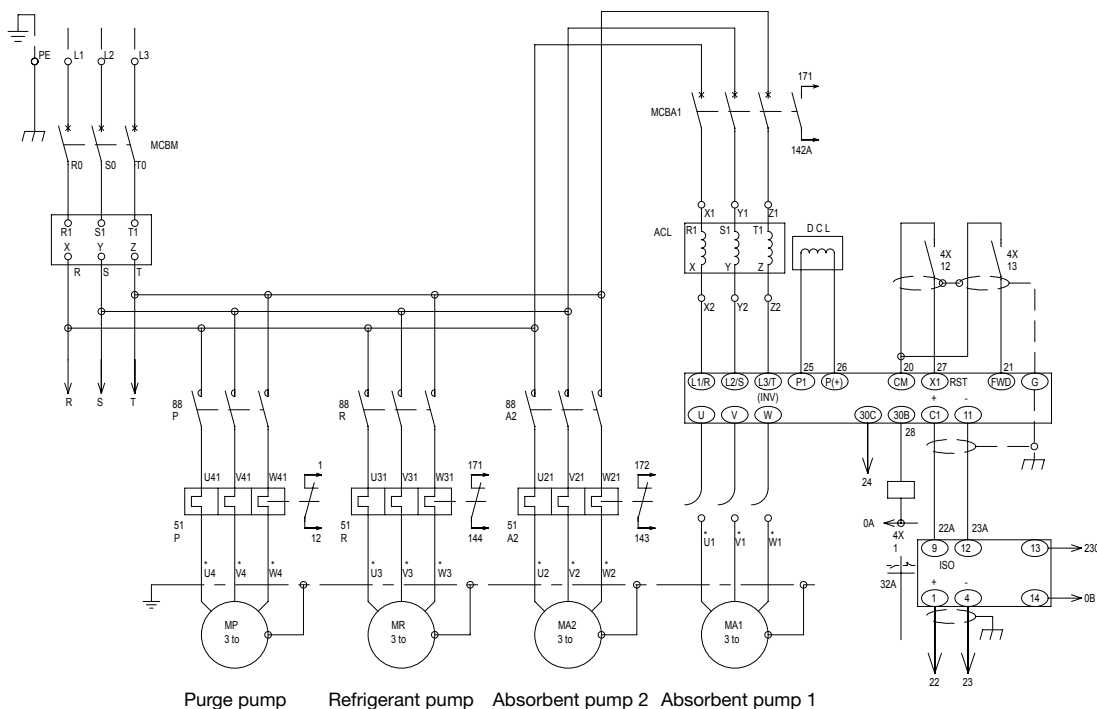 PE L1 L2 L3
MCBM
R0 S0 T0
R1 S1 T1
X Y Z
R S T
R S T
171
MCBA1
142A
X1 Y1 Z1
ACL R1 S1 T1
X Y Z
D C L
X2 Y2 Z2
4X
12
4X
13
25 26 20 27 21
L1/R L2/S L3/T P1 P(+) CM X1 RST FWD G
(INV)
+ -
U V W 30C 30B C1 11
28
24
88
P
88
R
88
A2
U41 V41 W41
1
U31 V31 W31
171
U21 V21 W21
172
51
P
12
51
R
144
51
A2
143
* * *
U4 V4 W4
* * *
U3 V3 W3
* * *
U2 V2 W2
* * *
U1 V1 W1
0A
4X
1
32A
22A 23A
9 12 13 230
ISO
+ -
1 4 14 0B
22 23
MP
3 to
MR
3 to
MA2
3 to
MA1
3 to
Purge pump Refrigerant pump Absorbent pump 2 Absorbent pump 1